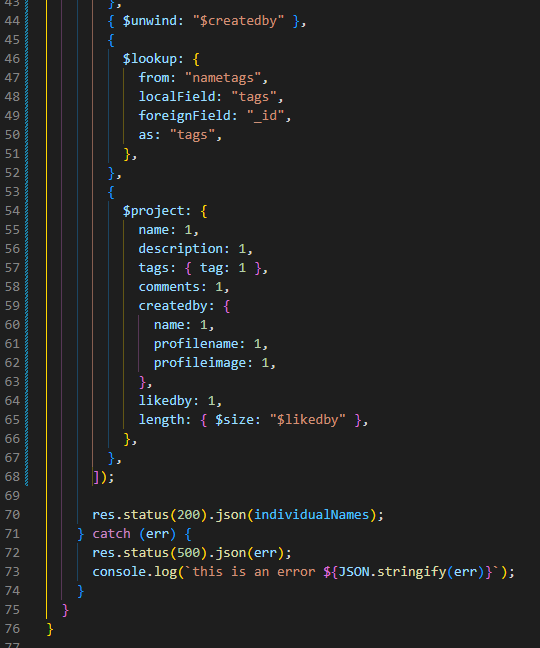 43 },
44 { $unwind: "$createdby" },
45 {
46 $lookup: {
47 from: "nametags",
48 localField: "tags",
49 foreignField: "_id",
50 as: "tags",
51 },
52 },
53 {
54 $project: {
55 name: 1,
56 description: 1,
57 tags: { tag: 1 },
58 comments: 1,
59 createdby: {
60 name: 1,
61 profilename: 1,
62 profileimage: 1,
63 },
64 likedby: 1,
65 length: { $size: "$likedby" },
66 },
67 },
68 ]);
69
70 res.status(200).json(individualNames);
71 } catch (err) {
72 res.status(500).json(err);
73 console.log(`this is an error ${JSON.stringify(err)}`);
74 }
75 }
76 }
77